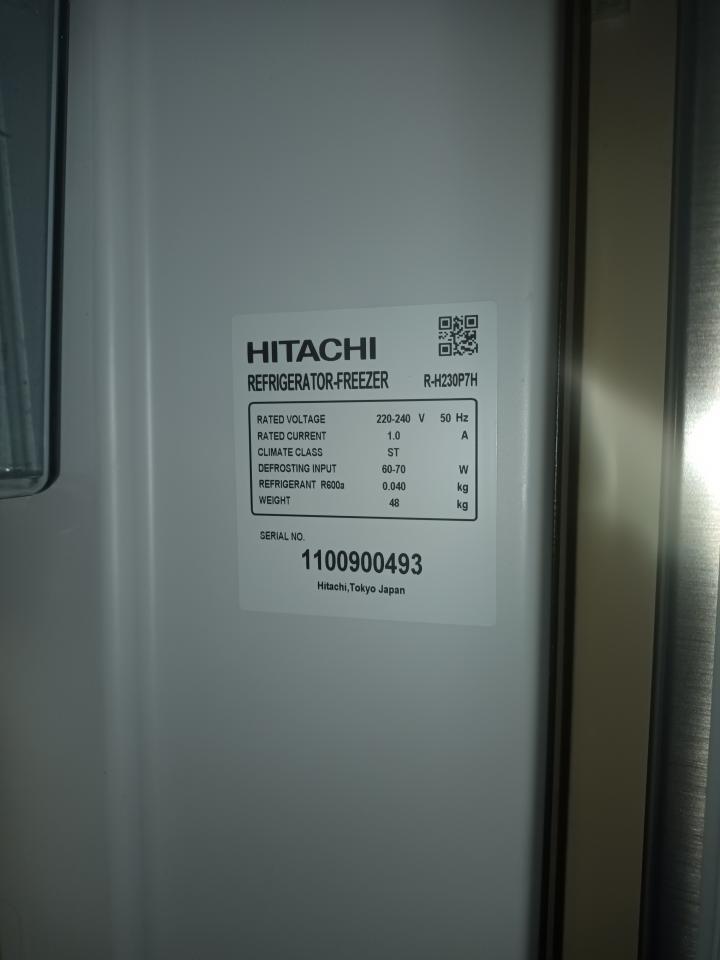 HITACHI
REFRIGERATOR-FREEZER R-H230P7H
RATED VOLTAGE 220-240 V 50 Hz
RATED CURRENT 1.0 A
CLIMATE CLASS ST
DEFROSTING INPUT 60-70 W
REFRIGERANT R600a 0.040 kg
WEIGHT 48 kg
SERIAL NO.
1100900493
Hitachi,Tokyo Japan